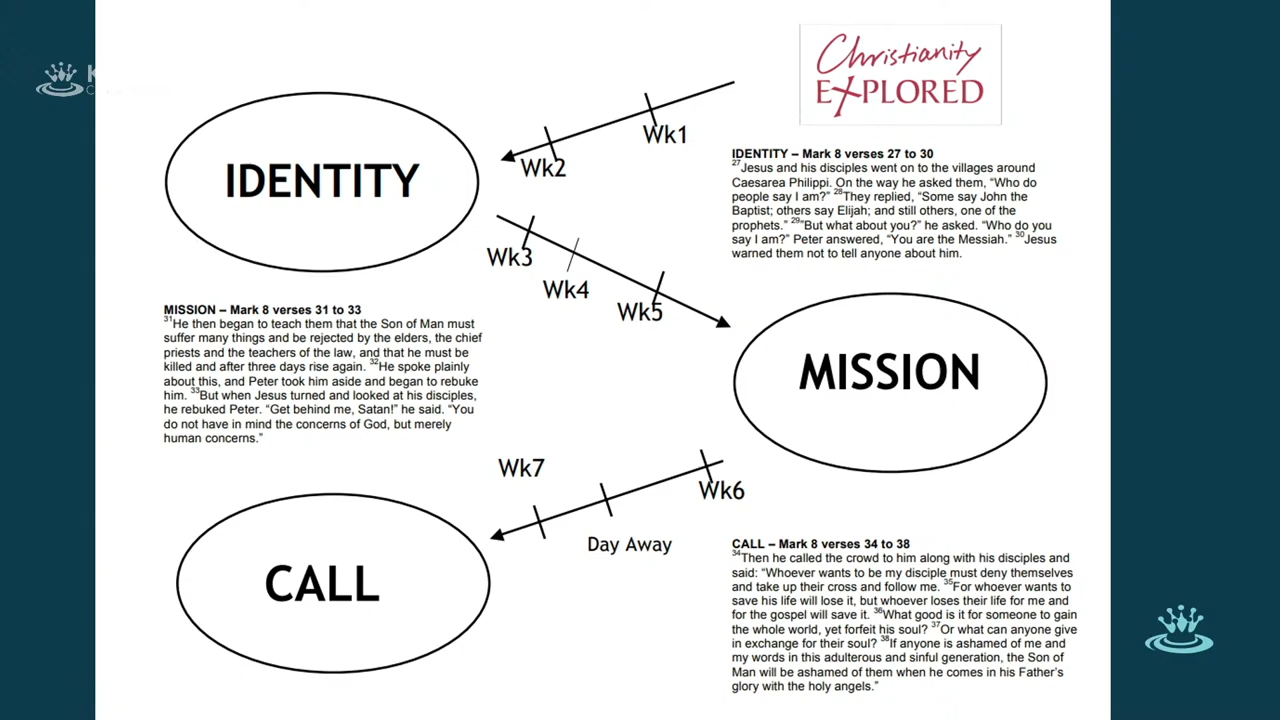 Christianity
EXPLORED
IDENTITY
Wk1
Wk2
IDENTITY – Mark 8 verses 27 to 30
27Jesus and his disciples went on to the villages around
Caesarea Philippi. On the way he asked them, “Who do
people say I am?” 28They replied, “Some say John the
Baptist; others say Elijah; and still others, one of the
prophets.” 29“But what about you?” he asked. “Who do you
say I am?” Peter answered, “You are the Messiah.” 30Jesus
warned them not to tell anyone about him.
Wk3
Wk4
Wk5
MISSION – Mark 8 verses 31 to 33
31He then began to teach them that the Son of Man must
suffer many things and be rejected by the elders, the chief
priests and the teachers of the law, and that he must be
killed and after three days rise again. 32He spoke plainly
about this, and Peter took him aside and began to rebuke
him. 33But when Jesus turned and looked at his disciples,
he rebuked Peter. “Get behind me, Satan!” he said. “You
do not have in mind the concerns of God, but merely
human concerns.”
MISSION
Wk7
Wk6
Day Away
CALL
CALL – Mark 8 verses 34 to 38
34Then he called the crowd to him along with his disciples and
said: “Whoever wants to be my disciple must deny themselves
and take up their cross and follow me. 35For whoever wants to
save his life will lose it, but whoever loses their life for me and
for the gospel will save it. 36What good is it for someone to gain
the whole world, yet forfeit his soul? 37Or what can anyone give
in exchange for their soul? 38If anyone is ashamed of me and
my words in this adulterous and sinful generation, the Son of
Man will be ashamed of them when he comes in his Father’s
glory with the holy angels.”